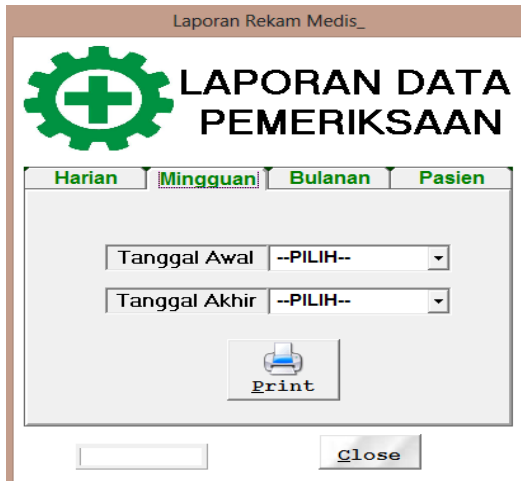 Laporan Rekam Medis_
LAPORAN DATA
PEMERIKSAAN
Harian Mingguan Bulanan Pasien
Tanggal Awal --PILIH--
Tanggal Akhir --PILIH--
Print
Close